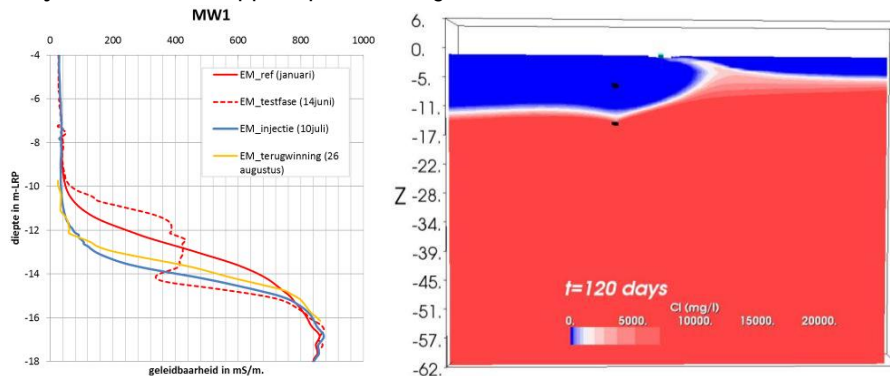 MW1
0 200 400 600 800 1000
-4
-6
-8
-10
-12
-14
-16
-18
diepte in m-LRP
EM_ref (januari)
EM_testfase (14juni)
EM_injectie (10juli)
EM_terugwinning (26
augustus)
geleidbaarheid in mS/m.
6.
0.
-5.
-11.
-17.
-22.
-28.
-34.
-39.
-45.
-51.
-57.
-62.
Z
t=120 days
Cl (mg/l)
0. 5000. 10000. 15000. 20000.